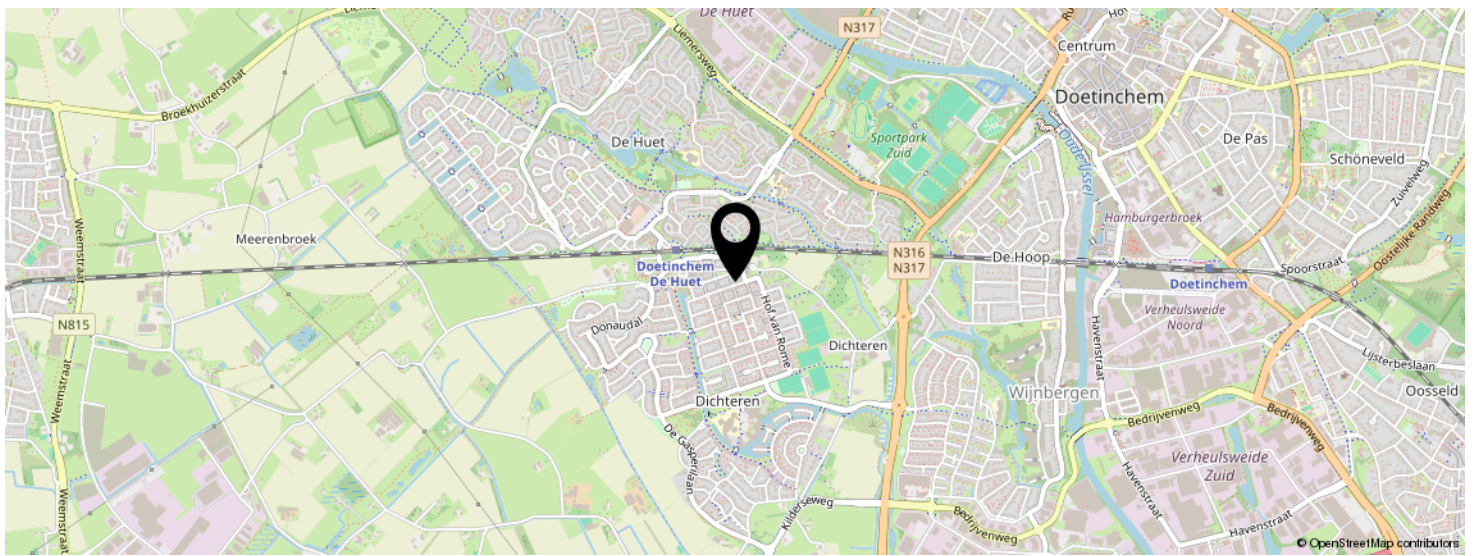 De Huet
N317
Liemersweg
Centrum
Doetinchem
Broekhuizerstraat
De Huet
Sportpark
Zuid
Oude IJssel
De Pas
Schöneveld
Zuivelweg
Oostelijke Randweg
Weemstraat
Meerenbroek
Hamburgerbroek
N316
N317
De Hoop
Spoorstraat
Doetinchem
De Huet
Doetinchem
N815
Donaudal
Hof van Rome
Dichteren
Verheulsweide
Noord
Havenstraat
Lijsterbeslaan
Oosseld
Weemstraat
Dichteren
Wijnbergen
Bedrijvenweg
Bedrijvenweg
De Gasperilaan
Verheulsweide
Zuid
Havenstraat
Weemstraat
Kilderseweg
Bedrijvenweg
Havenstraat
© OpenStreetMap contributors